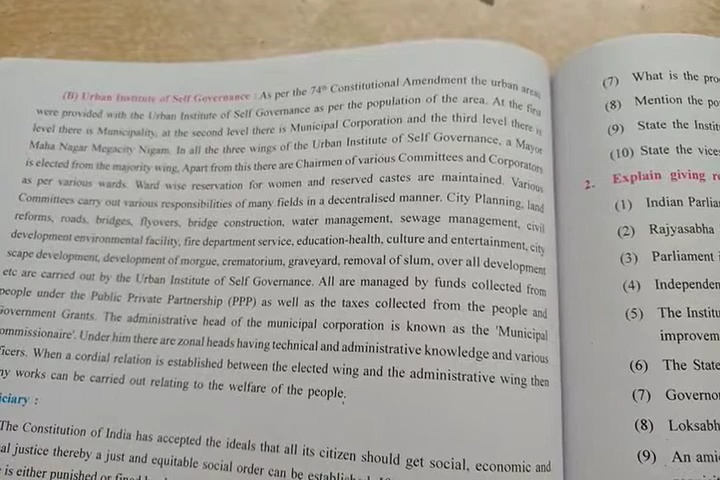 (B) Urban Institute of Self Governance : As per the 74th Constitutional Amendment the urban areas
were provided with the Urban Institute of Self Governance as per the population of the area. At the first
level there is Municipality, at the second level there is Municipal Corporation and the third level there is
Maha Nagar Megacity Nigam. In all the three wings of the Urban Institute of Self Governance, a Mayor
is elected from the majority wing, Apart from this there are Chairmen of various Committees and Corporators
as per various wards. Ward wise reservation for women and reserved castes are maintained. Various
Committees carry out various responsibilities of many fields in a decentralised manner. City Planning, land
reforms, roads, bridges, flyovers, bridge construction, water management, sewage management, civil
development environmental facility, fire department service, education-health, culture and entertainment, city
scape development, development of morgue, crematorium, graveyard, removal of slum, over all development
etc are carried out by the Urban Institute of Self Governance. All are managed by funds collected from
people under the Public Private Partnership (PPP) as well as the taxes collected from the people and
Government Grants. The administrative head of the municipal corporation is known as the 'Municipal
ommissionaire'. Under him there are zonal heads having technical and administrative knowledge and various
ficers. When a cordial relation is established between the elected wing and the administrative wing then
ny works can be carried out relating to the welfare of the people.
iciary :
The Constitution of India has accepted the ideals that all its citizen should get social, economic and
al justice thereby a just and equitable social order can be
is either punished or
(7) What is the pro
(8) Mention the po
(9) State the Instit
(10) State the vice
2. Explain giving re
(1) Indian Parlia
(2) Rajyasabha
(3) Parliament i
(4) Independen
(5) The Institu
improvem
(6) The State
(7) Governo
(8) Loksabh
(9) An ami